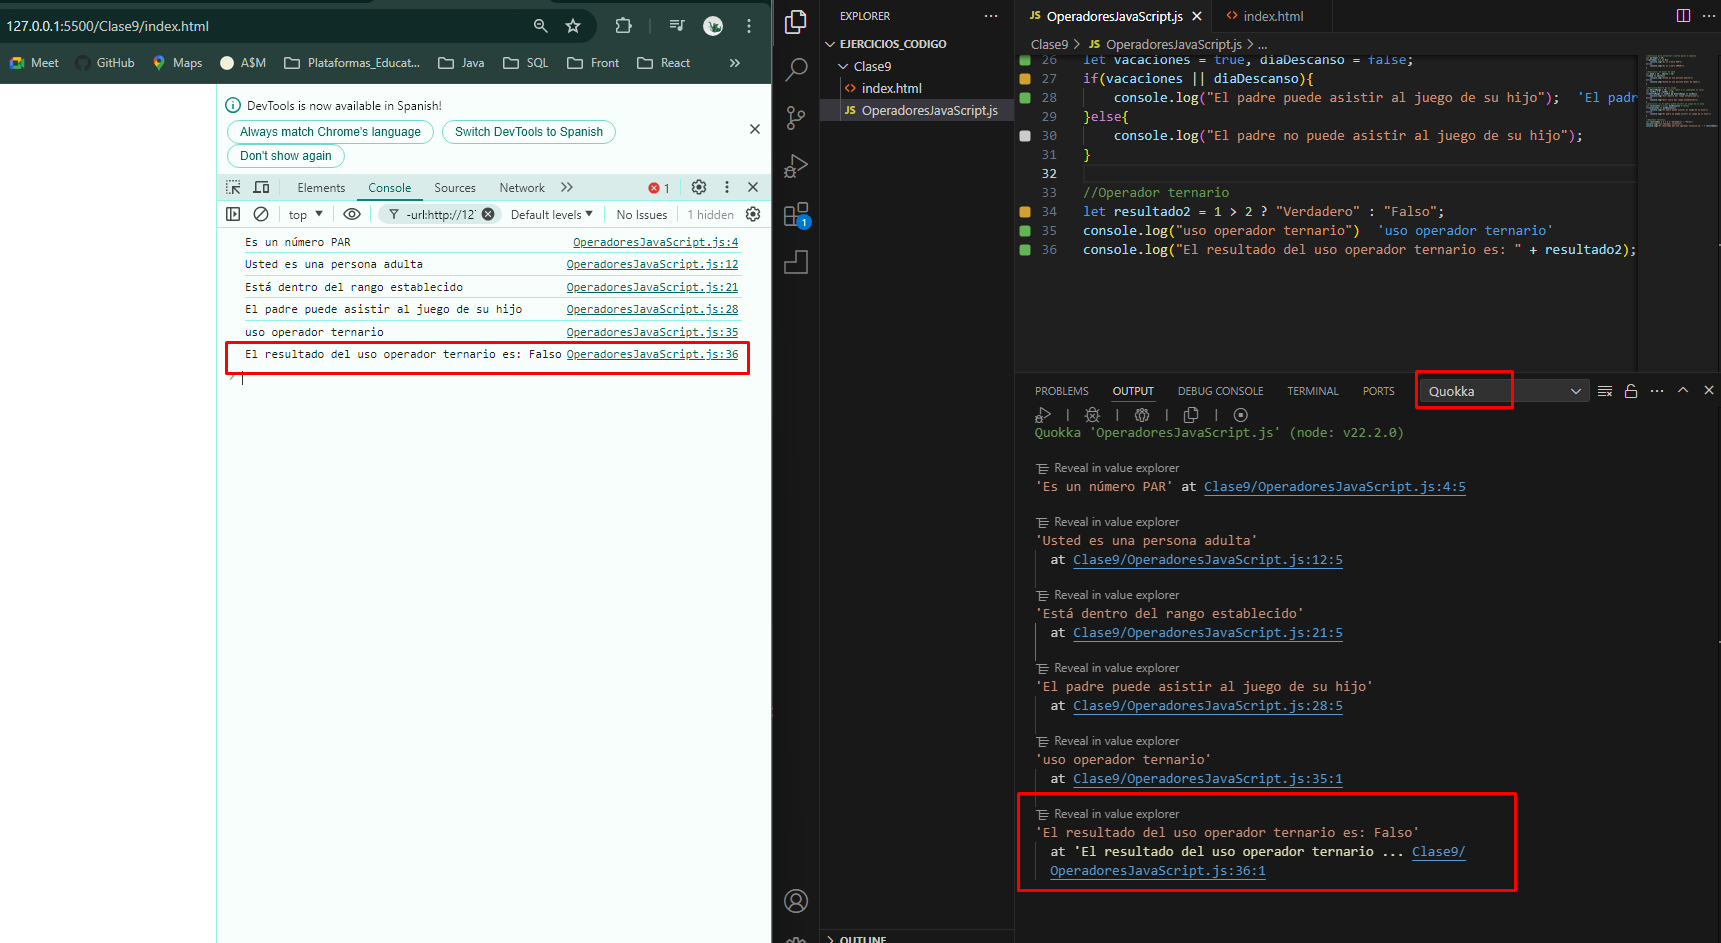 127.0.0.1:5500/Clase9/index.html
Meet GitHub Maps A$M Plataformas_Educat... Java SQL Front React »
DevTools is now available in Spanish!
Always match Chrome's language Switch DevTools to Spanish
Don't show again
Elements Console Sources Network » 1
top -url:http://12 Default levels No Issues 1 hidden
Es un número PAR OperadoresJavaScript.js:4
Usted es una persona adulta OperadoresJavaScript.js:12
Está dentro del rango establecido OperadoresJavaScript.js:21
El padre puede asistir al juego de su hijo OperadoresJavaScript.js:28
uso operador ternario OperadoresJavaScript.js:35
El resultado del uso operador ternario es: Falso OperadoresJavaScript.js:36
EXPLORER ...
EJERCICIOS_CODIGO
Clase9
<> index.html
JS OperadoresJavaScript.js
1
OUTLINE
JS OperadoresJavaScript.js <> index.html ...
Clase9 > JS OperadoresJavaScript.js > ...
26 let vacaciones = true, diaDescanso = false;
27 if(vacaciones || diaDescanso){
28 console.log("El padre puede asistir al juego de su hijo"); 'El padr
29 }else{
30 console.log("El padre no puede asistir al juego de su hijo");
31 }
32
33 //Operador ternario
34 let resultado2 = 1 > 2 ? "Verdadero" : "Falso";
35 console.log("uso operador ternario") 'uso operador ternario'
36 console.log("El resultado del uso operador ternario es: " + resultado2);
PROBLEMS OUTPUT DEBUG CONSOLE TERMINAL PORTS Quokka ...
Quokka 'OperadoresJavaScript.js' (node: v22.2.0)
Reveal in value explorer
'Es un número PAR' at Clase9/OperadoresJavaScript.js:4:5
Reveal in value explorer
'Usted es una persona adulta'
at Clase9/OperadoresJavaScript.js:12:5
Reveal in value explorer
'Está dentro del rango establecido'
at Clase9/OperadoresJavaScript.js:21:5
Reveal in value explorer
'El padre puede asistir al juego de su hijo'
at Clase9/OperadoresJavaScript.js:28:5
Reveal in value explorer
'uso operador ternario'
at Clase9/OperadoresJavaScript.js:35:1
Reveal in value explorer
'El resultado del uso operador ternario es: Falso'
at 'El resultado del uso operador ternario ... Clase9/
OperadoresJavaScript.js:36:1